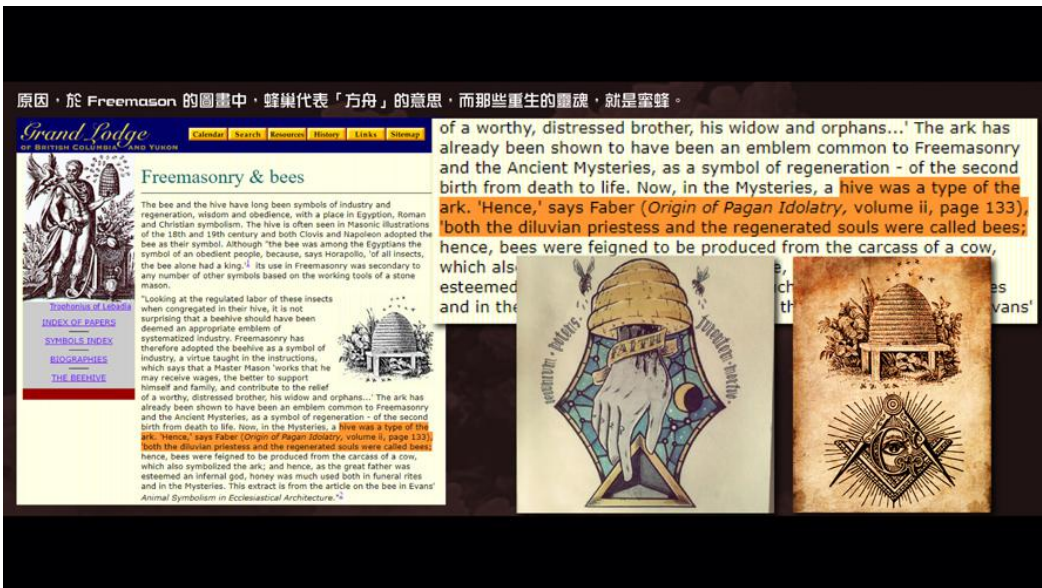 原因，於 Freemason 的圖畫中，蜂巢代表「方舟」的意思，而那些重生的靈魂，就是蜜蜂。
Grand Lodge
OF BRITISH COLUMBIA AND YUKON
Calendar Search Resources History Links Sitemap
Trophonius of Lebadia
INDEX OF PAPERS
SYMBOLS INDEX
BIOGRAPHIES
THE BEEHIVE
Freemasonry & bees
The bee and the hive have long been symbols of industry and
regeneration, wisdom and obedience, with a place in Egyption, Roman
and Christian symbolism. The hive is often seen in Masonic illustrations
of the 18th and 19th century and both Clovis and Napoleon adopted the
bee as their symbol. Although "the bee was among the Egyptians the
symbol of an obedient people, because, says Horapollo, 'of all insects,
the bee alone had a king.'" its use in Freemasonry was secondary to
any number of other symbols based on the working tools of a stone
mason.
"Looking at the regulated labor of these insects
when congregated in their hive, it is not
surprising that a beehive should have been
deemed an appropriate emblem of
systematized industry. Freemasonry has
therefore adopted the beehive as a symbol of
industry, a virtue taught in the instructions,
which says that a Master Mason 'works that he
may receive wages, the better to support
himself and family, and contribute to the relief
of a worthy, distressed brother, his widow and orphans...' The ark has
already been shown to have been an emblem common to Freemasonry
and the Ancient Mysteries, as a symbol of regeneration - of the second
birth from death to life. Now, in the Mysteries, a hive was a type of the
ark. 'Hence,' says Faber (Origin of Pagan Idolatry, volume ii, page 133),
'both the diluvian priestess and the regenerated souls were called bees;
hence, bees were feigned to be produced from the carcass of a cow,
which also symbolized the ark; and hence, as the great father was
esteemed an infernal god, honey was much used both in funeral rites
and in the Mysteries. This extract is from the article on the bee in Evans'
Animal Symbolism in Ecclesiastical Architecture."
of a worthy, distressed brother, his widow and orphans...' The ark has
already been shown to have been an emblem common to Freemasonry
and the Ancient Mysteries, as a symbol of regeneration - of the second
birth from death to life. Now, in the Mysteries, a hive was a type of the
ark. 'Hence,' says Faber (Origin of Pagan Idolatry, volume ii, page 133),
'both the diluvian priestess and the regenerated souls were called bees;
hence, bees were feigned to be produced from the carcass of a cow,
which als
esteemed
and in the
vans'
FAITH